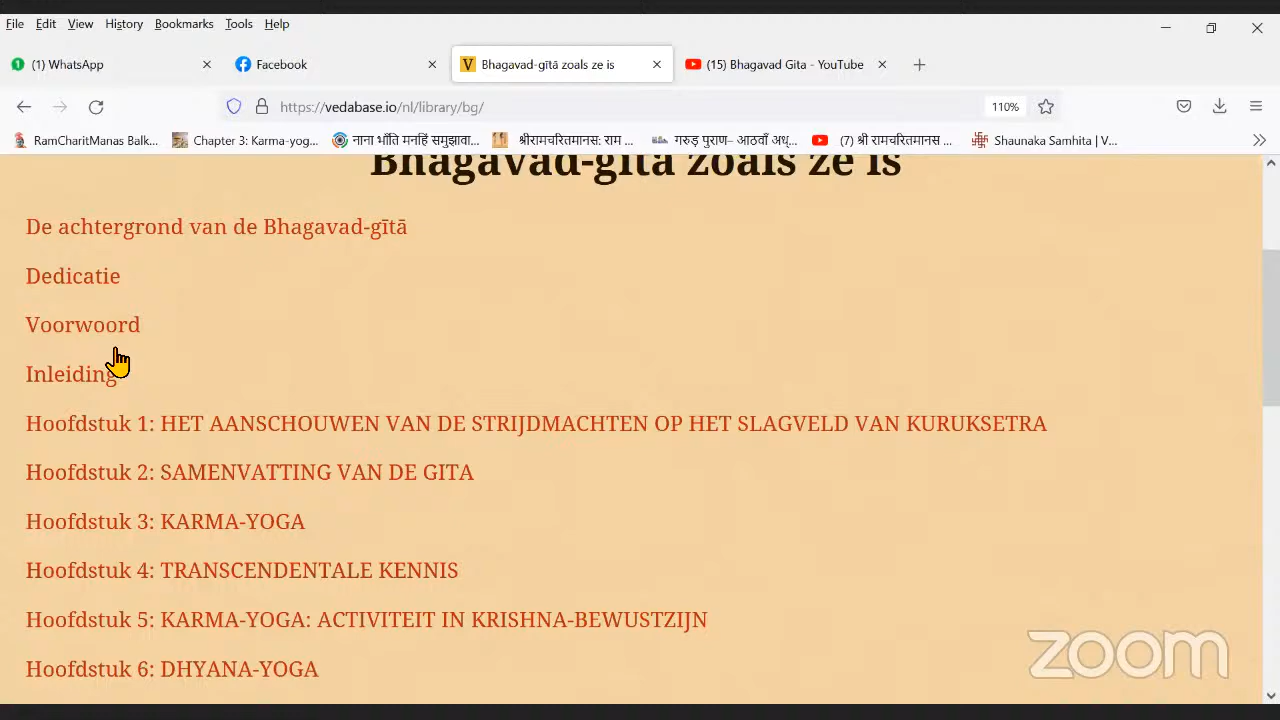 File Edit View History Bookmarks Tools Help
(1) WhatsApp Facebook Bhagavad-gītā zoals ze is (15) Bhagavad Gita - YouTube
https://vedabase.io/nl/library/bg/ 110%
RamCharitManas Balk... Chapter 3: Karma-yog... नाना भाँति मनहिं समुझावा... श्रीरामचरितमानस: राम ... गरुड़ पुराण– आठवाँ अध्... (7) श्री रामचरितमानस ... Shaunaka Samhita | V...
Bhagavad-gītā zoals ze is
De achtergrond van de Bhagavad-gītā
Dedicatie
Voorwoord
Inleiding
Hoofdstuk 1: HET AANSCHOUWEN VAN DE STRIJDMACHTEN OP HET SLAGVELD VAN KURUKSETRA
Hoofdstuk 2: SAMENVATTING VAN DE GITA
Hoofdstuk 3: KARMA-YOGA
Hoofdstuk 4: TRANSCENDENTALE KENNIS
Hoofdstuk 5: KARMA-YOGA: ACTIVITEIT IN KRISHNA-BEWUSTZIJN
Hoofdstuk 6: DHYANA-YOGA
zoom